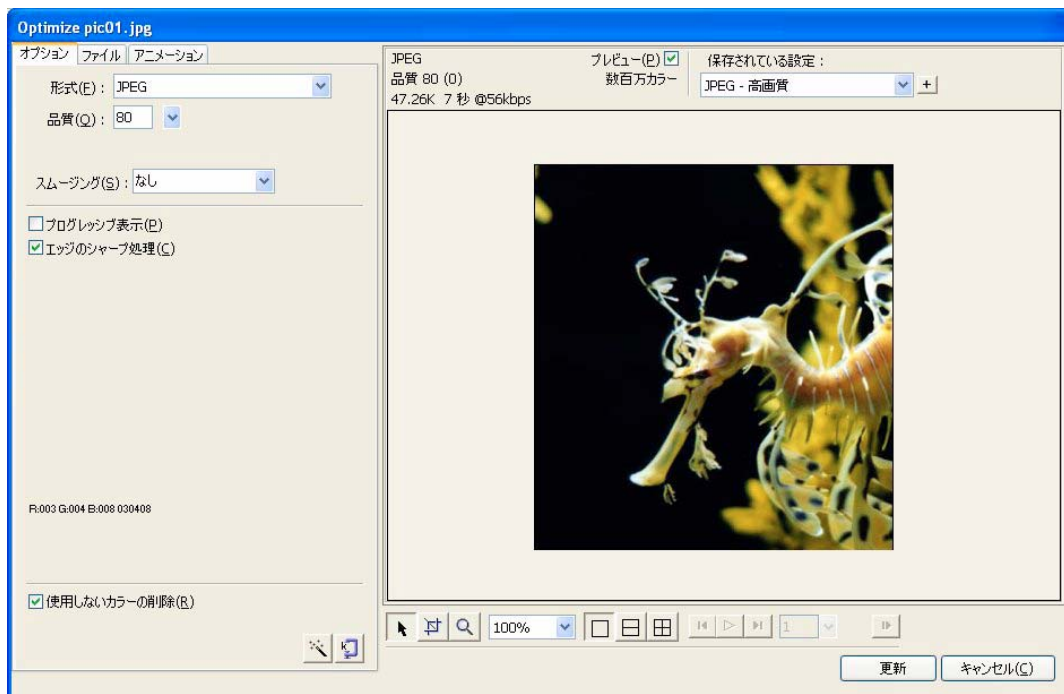 Optimize pic01.jpg
オプション ファイル アニメーション
形式(F): JPEG
品質(Q): 80
スムージング(S): なし
プログレッシブ表示(P)
エッジのシャープ処理(C)
R:003 G:004 B:008 030408
使用しないカラーの削除(R)
JPEG
品質 80 (0)
47.26K 7 秒 @56kbps
プレビュー(P)
数百万カラー
保存されている設定:
JPEG - 高画質
+
100%
1
更新 キャンセル(C)